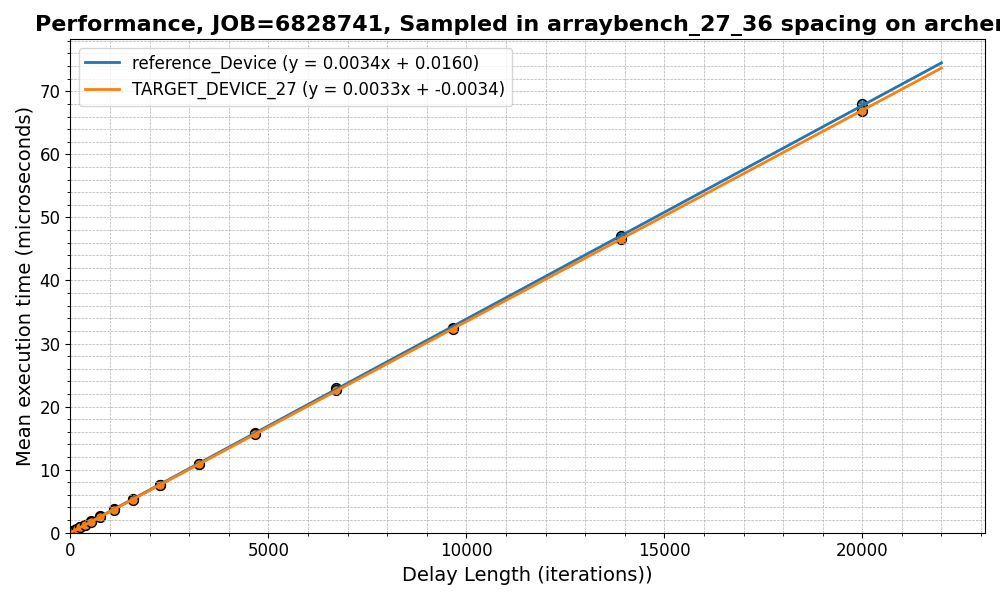 Performance, JOB=6828741, Sampled in arraybench_27_36 spacing on archer
reference_Device (y = 0.0034x + 0.0160)
TARGET_DEVICE_27 (y = 0.0033x + -0.0034)
Mean execution time (microseconds)
70
60
50
40
30
20
10
0
0 5000 10000 15000 20000
Delay Length (iterations))